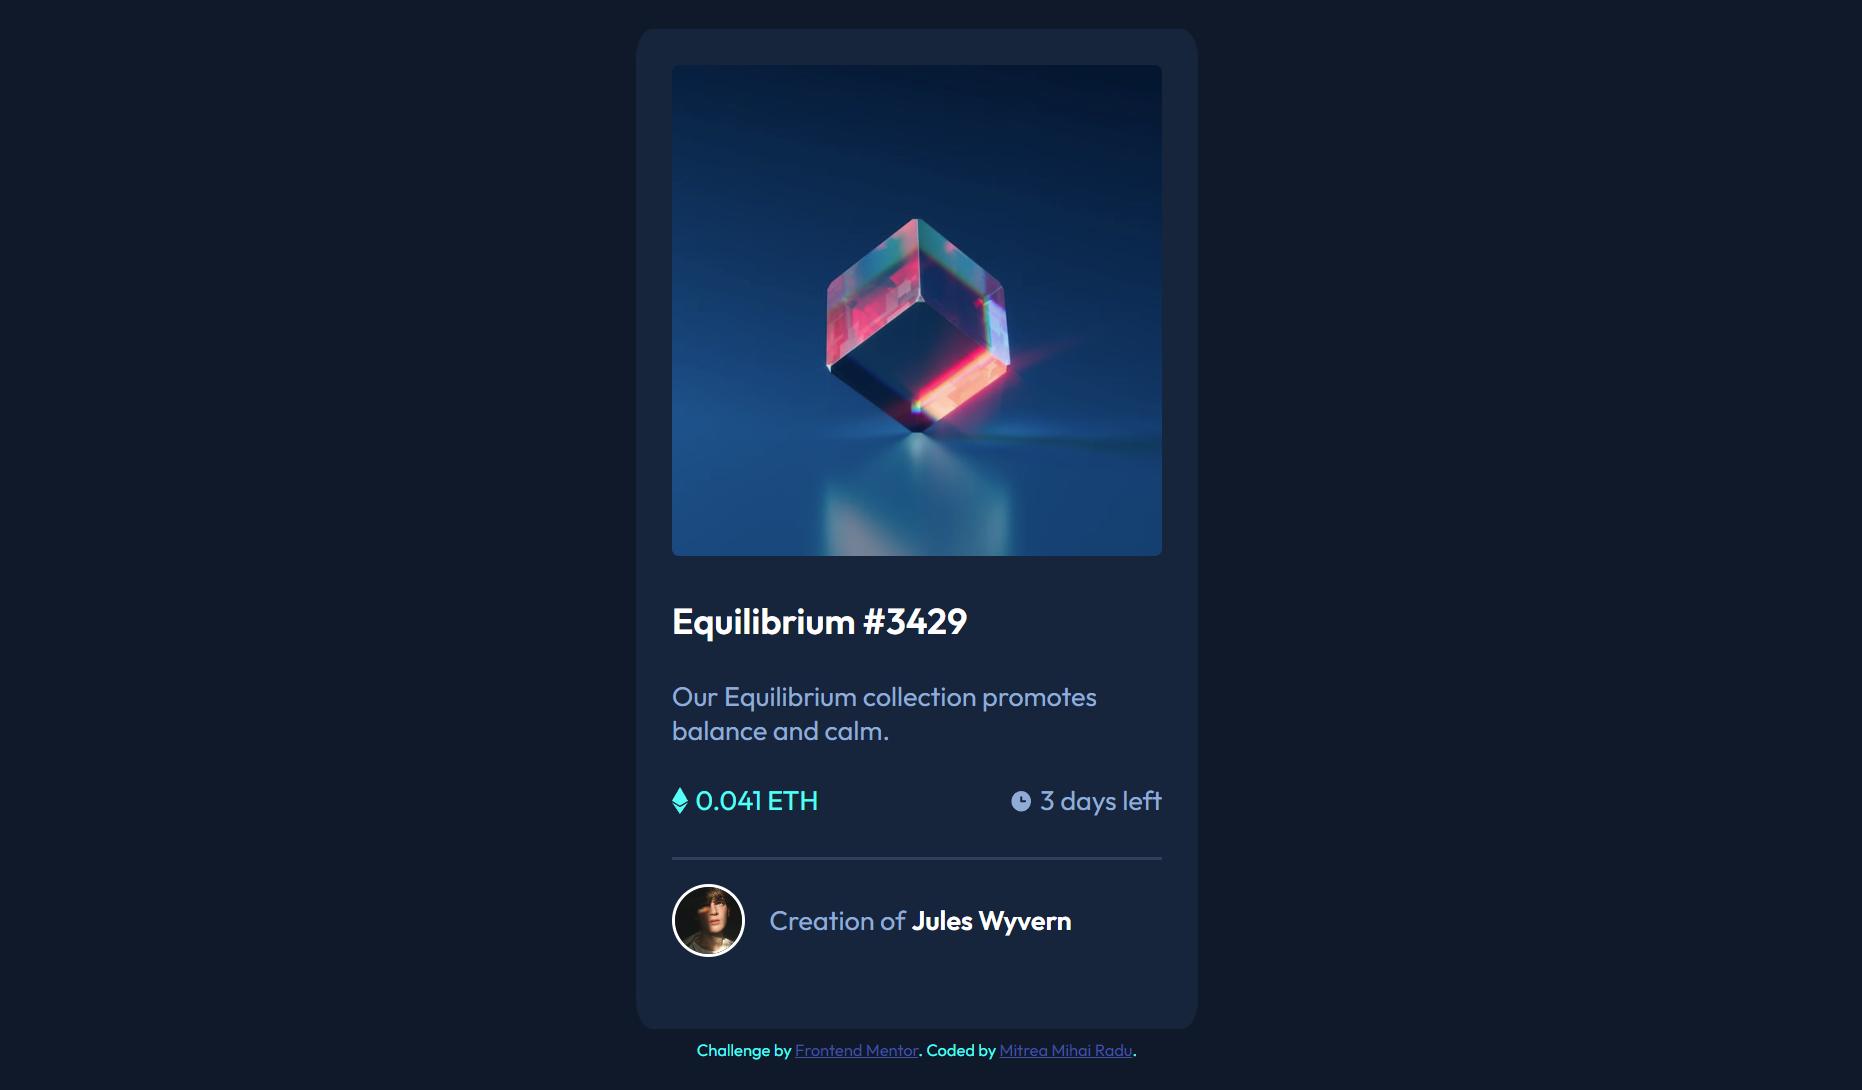 Equilibrium #3429
Our Equilibrium collection promotes
balance and calm.
0.041 ETH
3 days left
Creation of Jules Wyvern
Challenge by Frontend Mentor. Coded by Mitrea Mihai Radu.